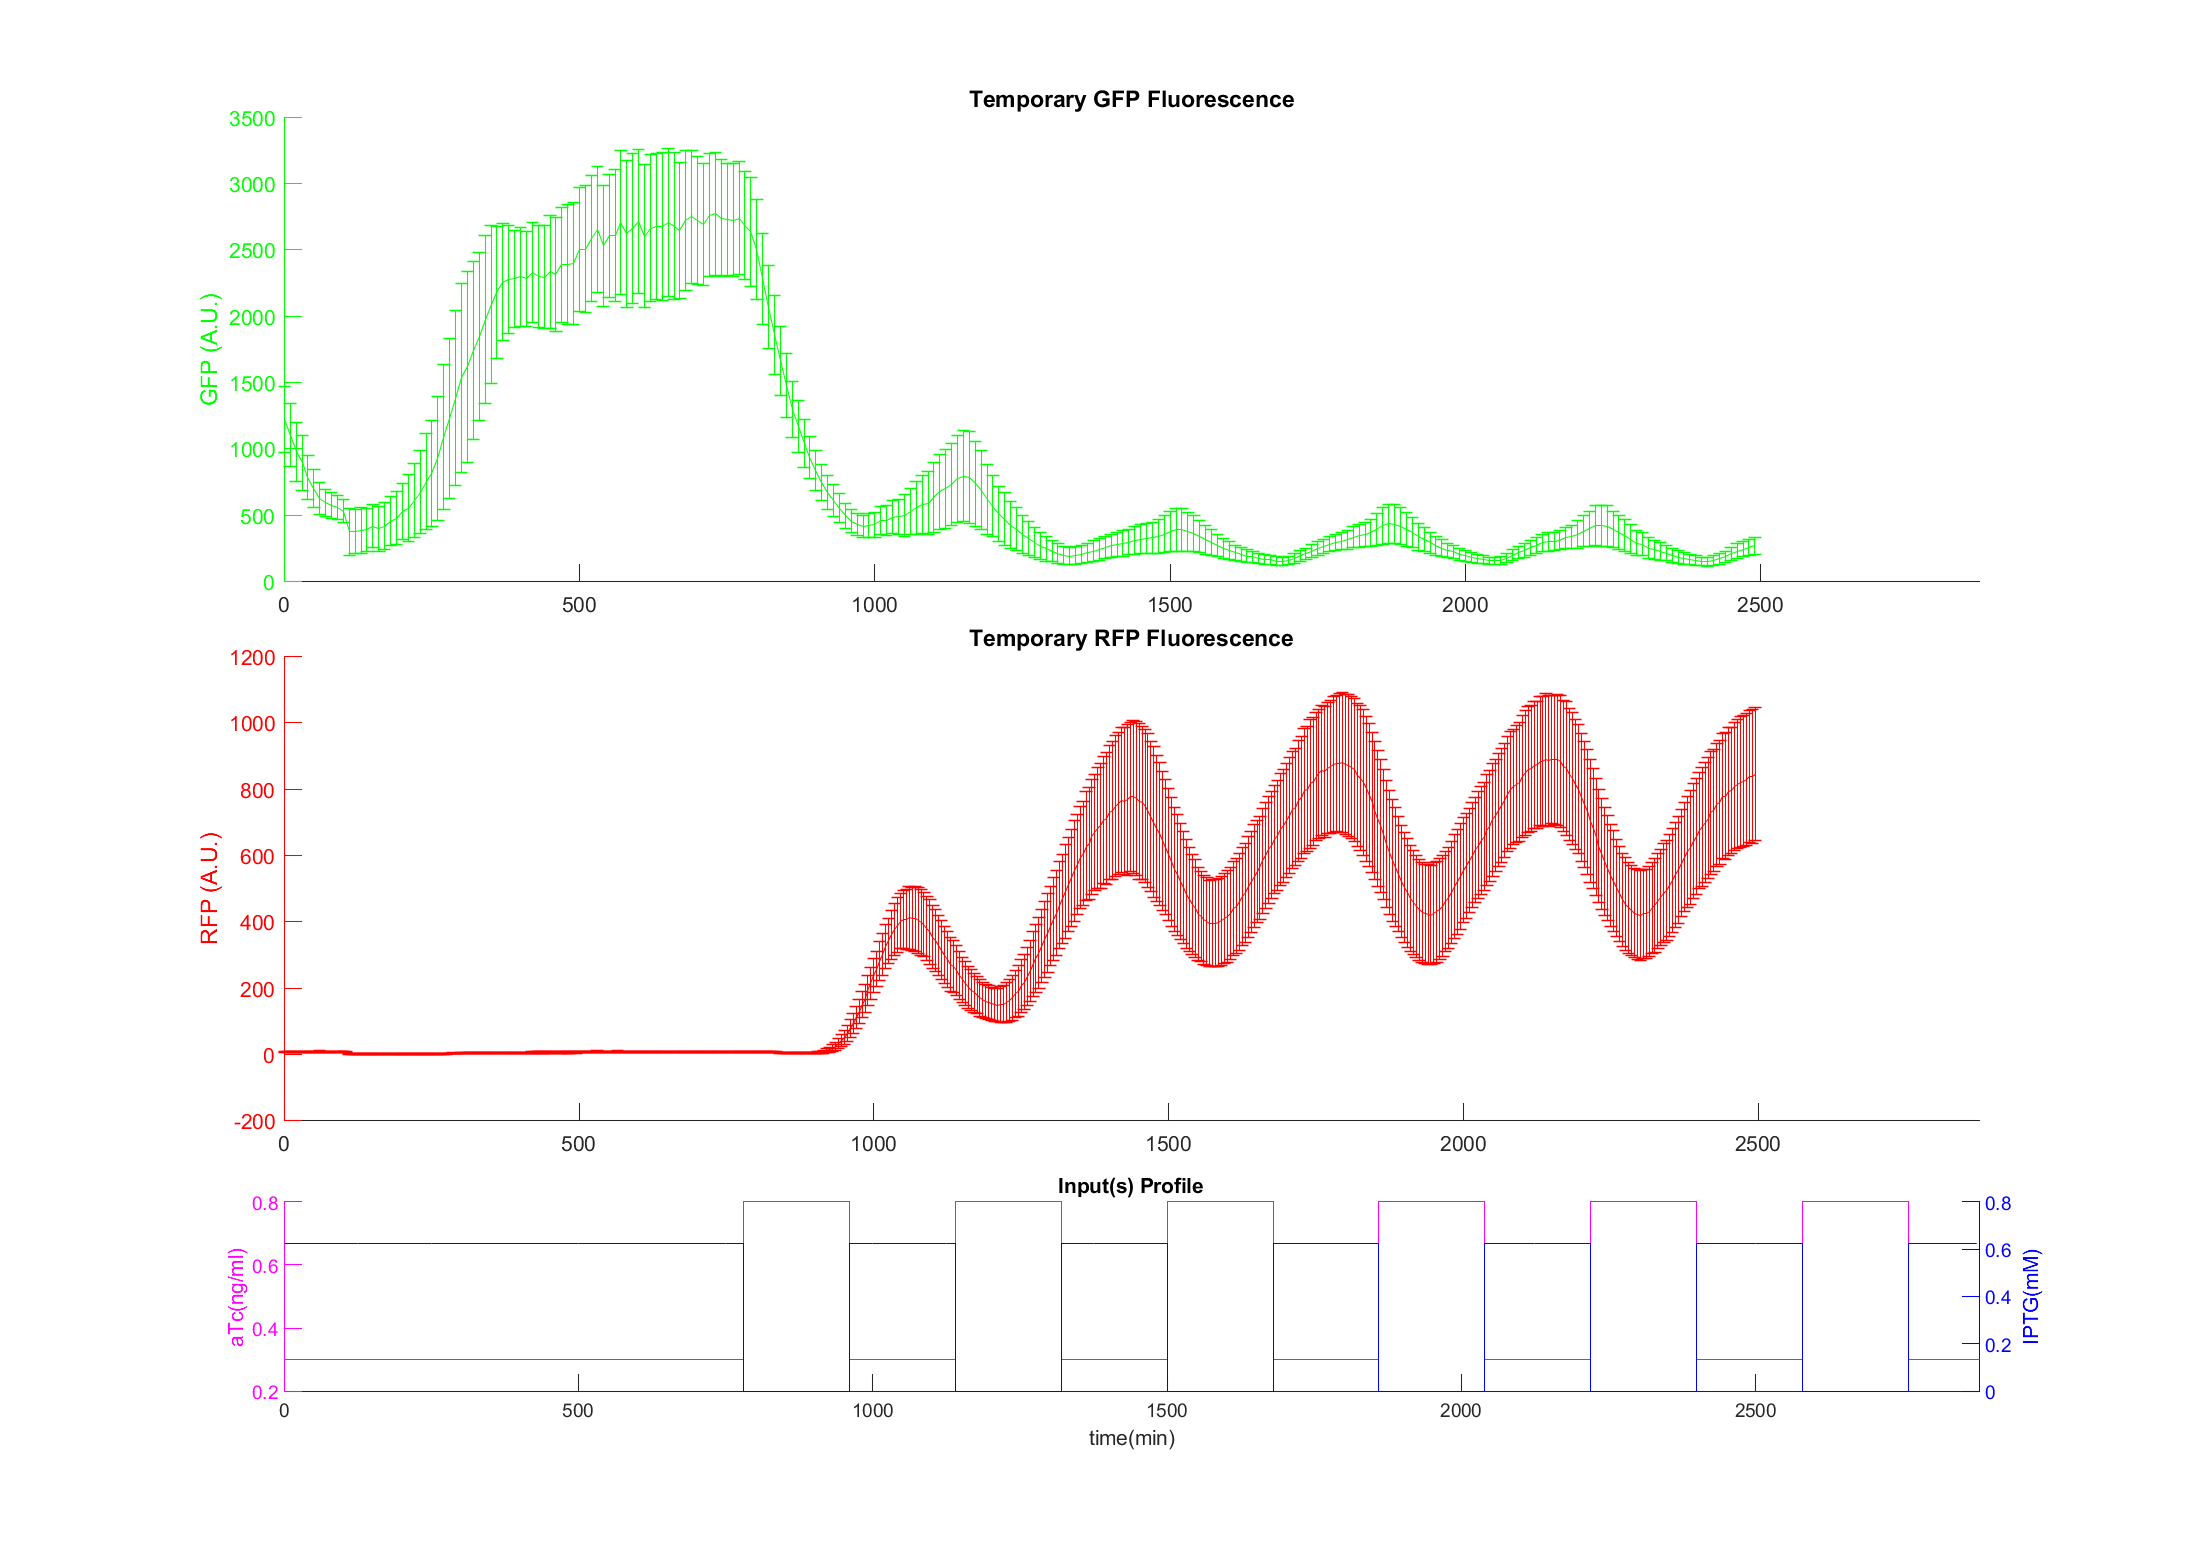 Temporary GFP Fluorescence
3500
3000
2500
2000
1500
1000
500
0
GFP (A.U.)
0 500 1000 1500 2000 2500
Temporary RFP Fluorescence
1200
1000
800
600
400
200
0
-200
RFP (A.U.)
0 500 1000 1500 2000 2500
Input(s) Profile
0.8
0.6
0.4
0.2
aTc(ng/ml)
0.8
0.6
0.4
0.2
0
IPTG(mM)
0 500 1000 1500 2000 2500
time(min)